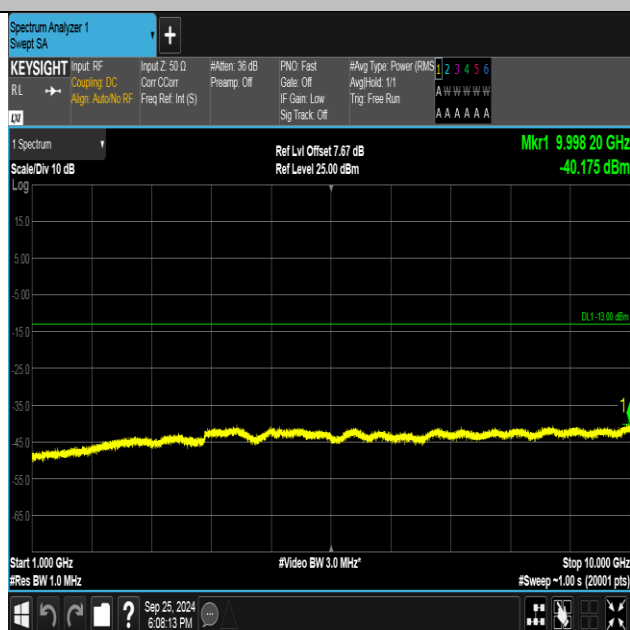 Spectrum Analyzer 1
Swept SA
KEYSIGHT
RL
LXI
Input: RF
Coupling: DC
Align: Auto/No RF
Input Z: 50 Ω
Corr CCorr
Freq Ref: Int (S)
#Atten: 36 dB
Preamp: Off
PNO: Fast
Gate: Off
IF Gain: Low
Sig Track: Off
#Avg Type: Power (RMS
Avg|Hold: 1/1
Trig: Free Run
1 2 3 4 5 6
A W W W W W
A A A A A A
1 Spectrum
Scale/Div 10 dB
Ref Lvl Offset 7.67 dB
Ref Level 25.00 dBm
Mkr1 9.998 20 GHz
-40.175 dBm
Log
15.0
5.00
-5.00
DL1 -13.00 dBm
-15.0
-25.0
-35.0
1
-45.0
-55.0
-65.0
Start 1.000 GHz
#Video BW 3.0 MHz*
Stop 10.000 GHz
#Res BW 1.0 MHz
#Sweep ~1.00 s (20001 pts)
Sep 25, 2024
6:08:13 PM